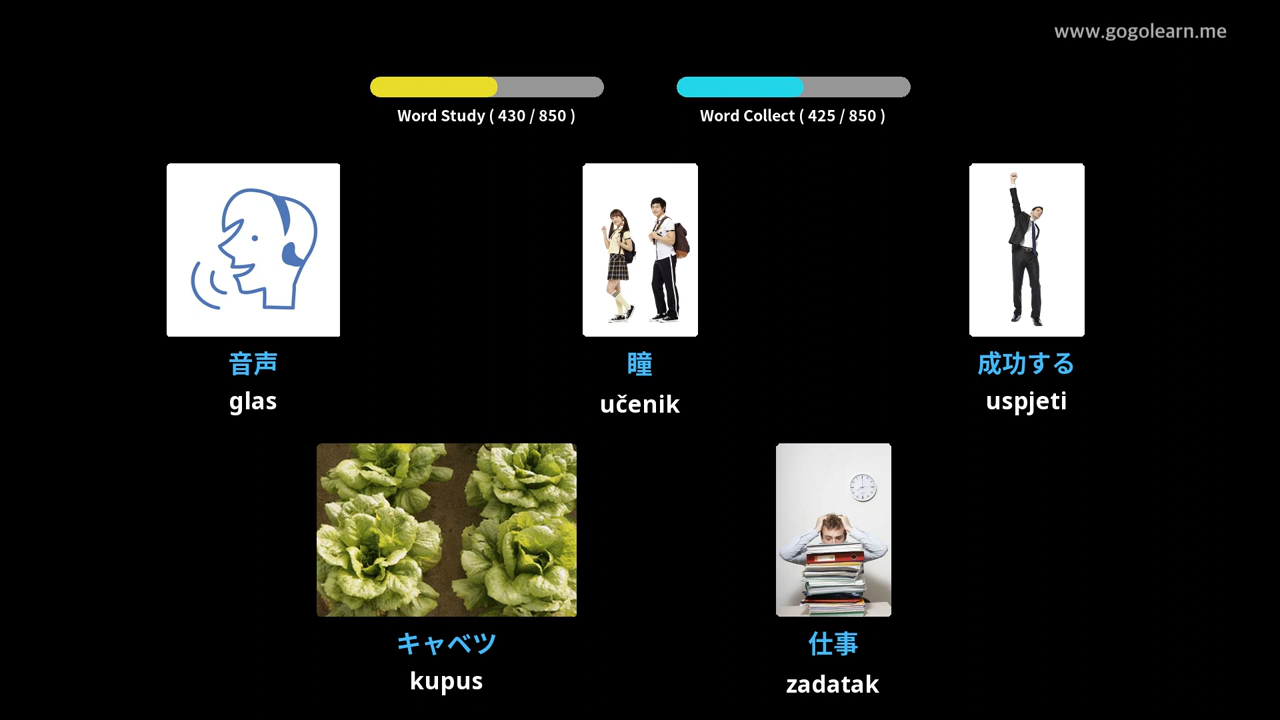 www.gogolearn.me
Word Study ( 430 / 850 )
Word Collect ( 425 / 850 )
音声
glas
瞳
učenik
成功する
uspjeti
キャベツ
kupus
仕事
zadatak